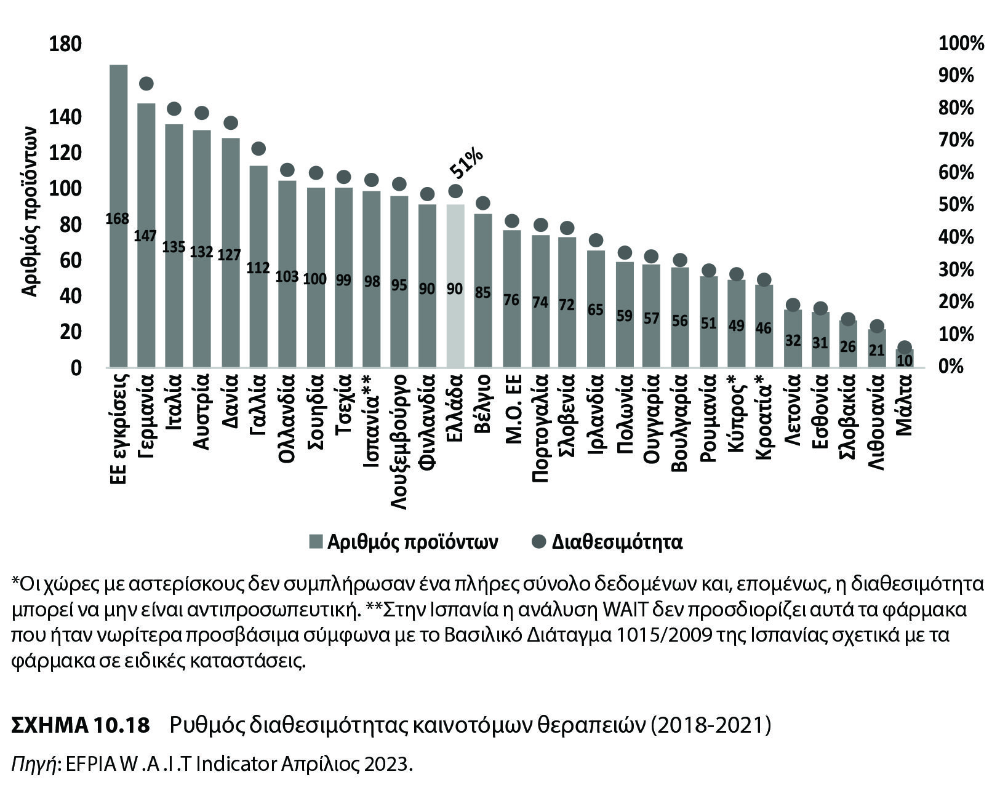 180
140
120
100
80
60
40
20
0
Αριθμός προϊόντων
100%
90%
80%
70%
60%
50%
40%
30%
20%
10%
0%
51%
168
147
135
132
127
112
103
100
99
98
95
90
90
85
76
74
72
65
59
57
56
51
49
46
32
31
26
21
10
ΕΕ εγκρίσεις
Γερμανία
Ιταλία
Αυστρία
Δανία
Γαλλία
Ολλανδία
Σουηδία
Τσεχία
Ισπανία**
Λουξεμβούργο
Φινλανδία
Ελλάδα
Βέλγιο
Μ.Ο. ΕΕ
Πορτογαλία
Σλοβενία
Ιρλανδία
Πολωνία
Ουγγαρία
Βουλγαρία
Ρουμανία
Κύπρος*
Κροατία*
Λετονία
Εσθονία
Σλοβακία
Λιθουανία
Μάλτα
Αριθμός προϊόντων
Διαθεσιμότητα
*Οι χώρες με αστερίσκους δεν συμπλήρωσαν ένα πλήρες σύνολο δεδομένων και, επομένως, η διαθεσιμότητα
μπορεί να μην είναι αντιπροσωπευτική. **Στην Ισπανία η ανάλυση WAIT δεν προσδιορίζει αυτά τα φάρμακα
που ήταν νωρίτερα προσβάσιμα σύμφωνα με το Βασιλικό Διάταγμα 1015/2009 της Ισπανίας σχετικά με τα
φάρμακα σε ειδικές καταστάσεις.
ΣΧΗΜΑ 10.18 Ρυθμός διαθεσιμότητας καινοτόμων θεραπειών (2018-2021)
Πηγή: EFPIA W .A .I .T Indicator Απρίλιος 2023.